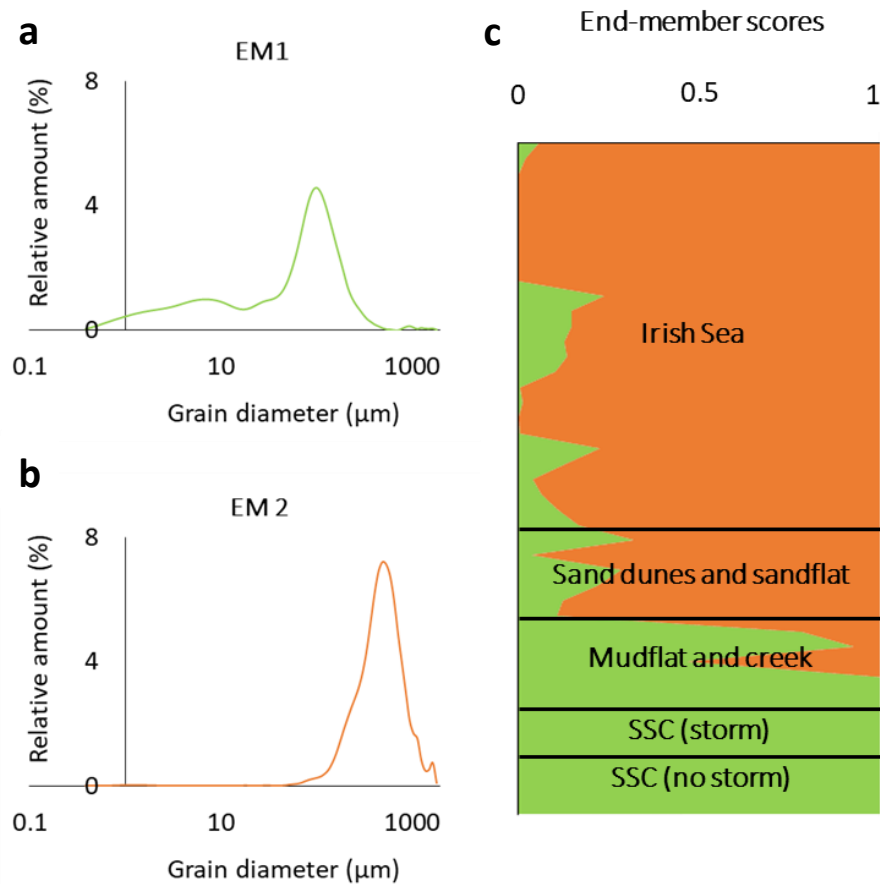 a
EM1
8
4
0
Relative amount (%)
0.1 10 1000
Grain diameter (µm)
b
EM 2
8
4
0
Relative amount (%)
0.1 10 1000
Grain diameter (µm)
c
End-member scores
0 0.5 1
Irish Sea
Sand dunes and sandflat
Mudflat and creek
SSC (storm)
SSC (no storm)